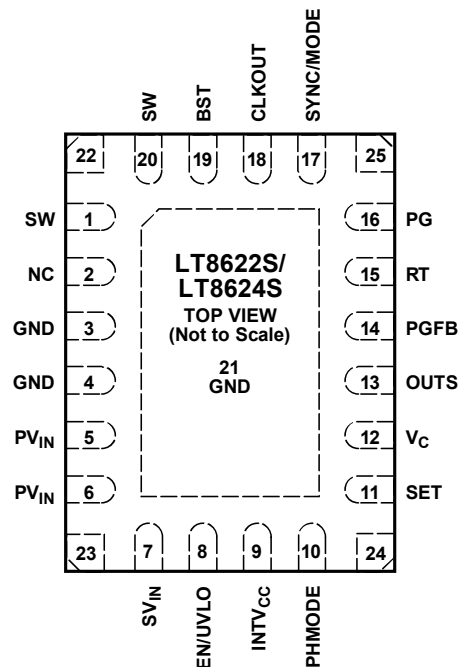 SW
BST
CLKOUT
SYNC/MODE
22
20
19
18
17
25
SW 1
16 PG
NC 2
15 RT
GND 3
14 PGFB
GND 4
13 OUTS
PVIN 5
12 VC
PVIN 6
11 SET
LT8622S/
LT8624S
TOP VIEW
(Not to Scale)
21
GND
23
7
8
9
10
24
SVIN
EN/UVLO
INTVCC
PHMODE